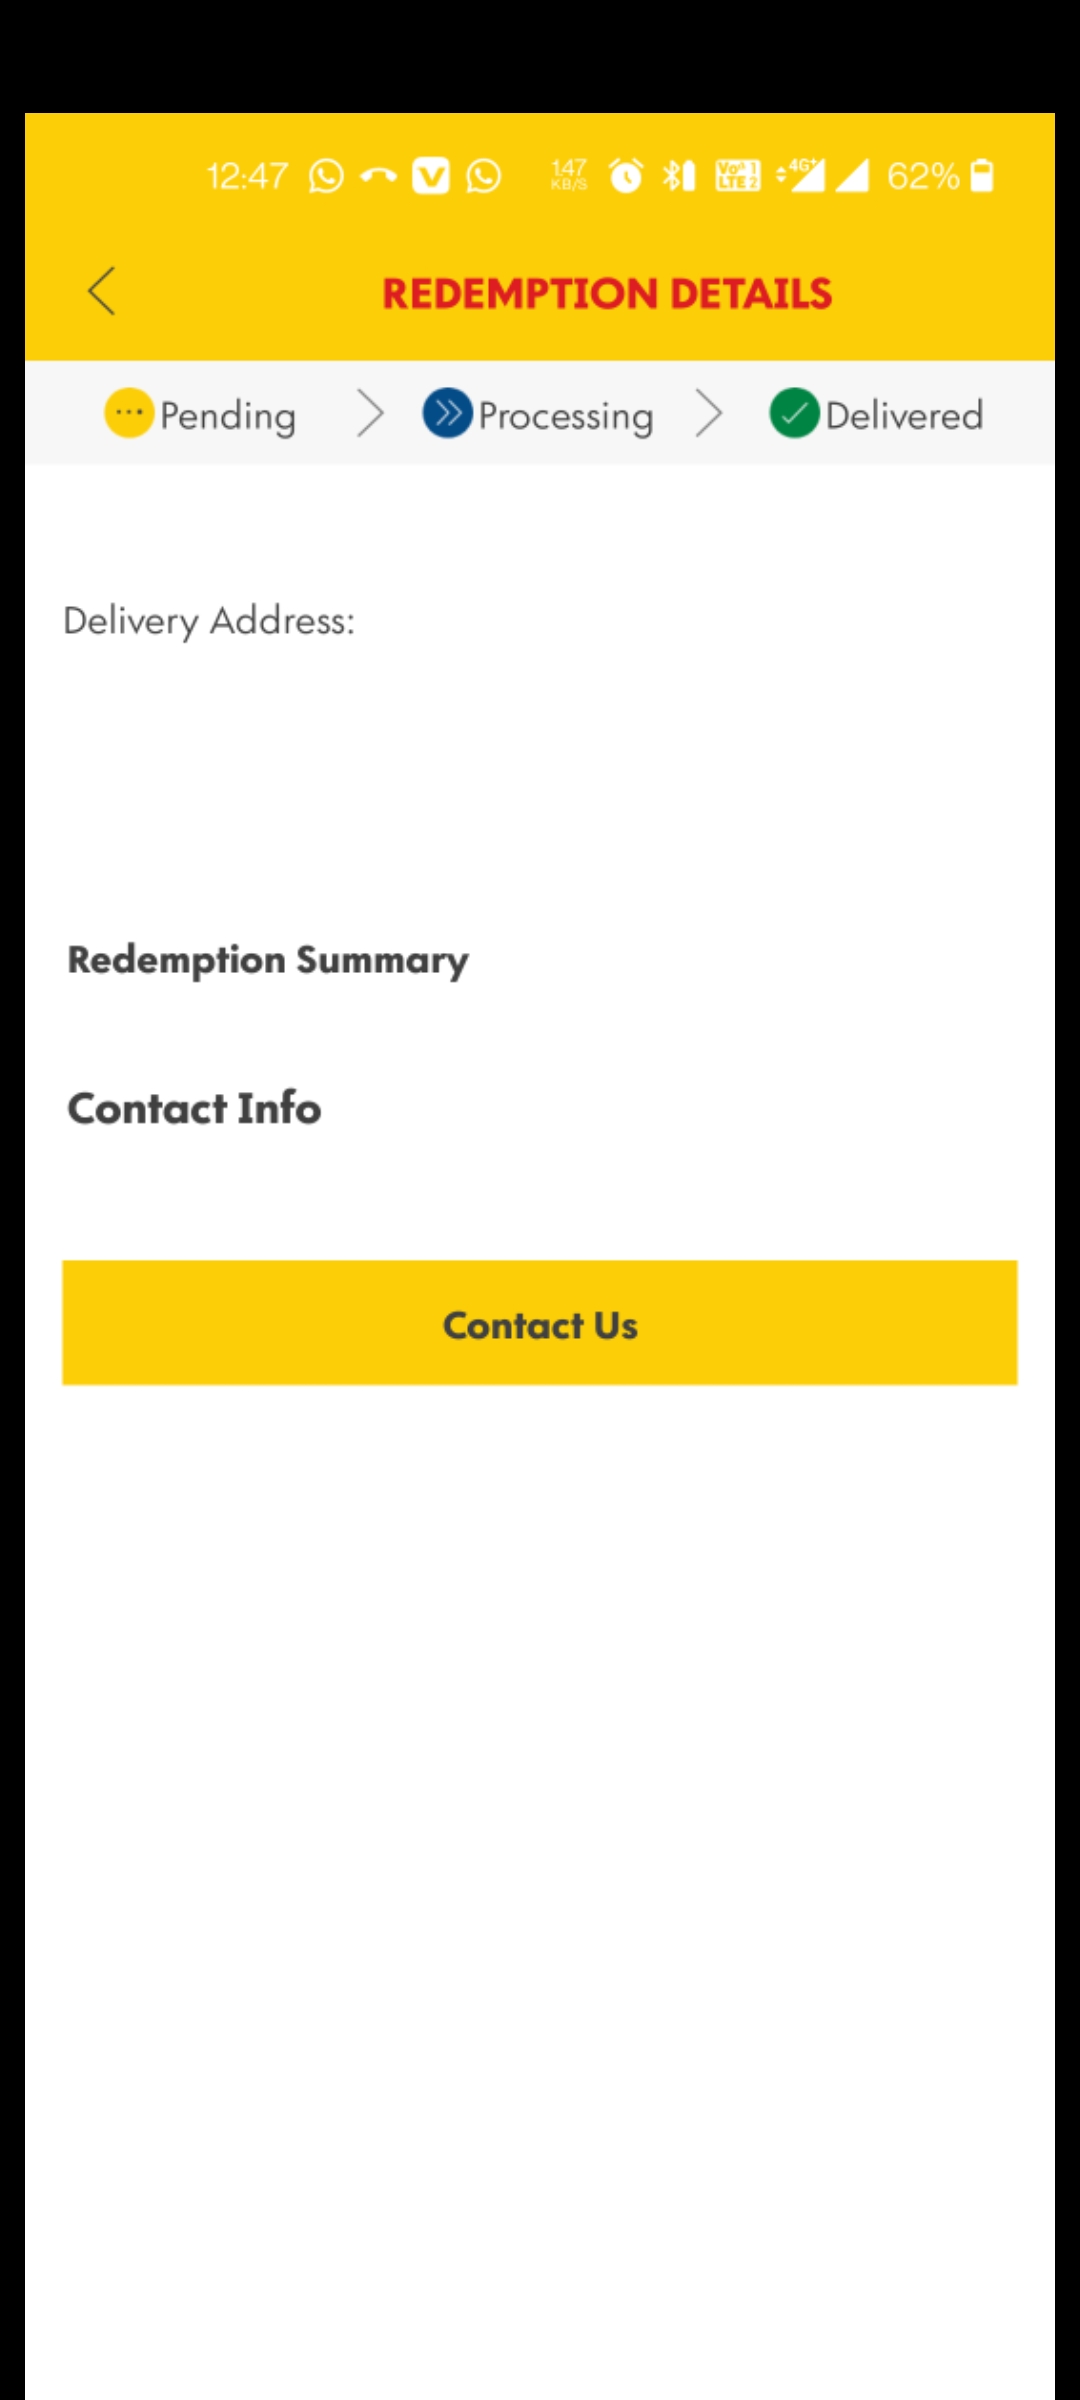 12:47 147 KB/S Vo 1 LTE 2 4G+ 62%
REDEMPTION DETAILS
Pending Processing Delivered
Delivery Address:
Redemption Summary
Contact Info
Contact Us